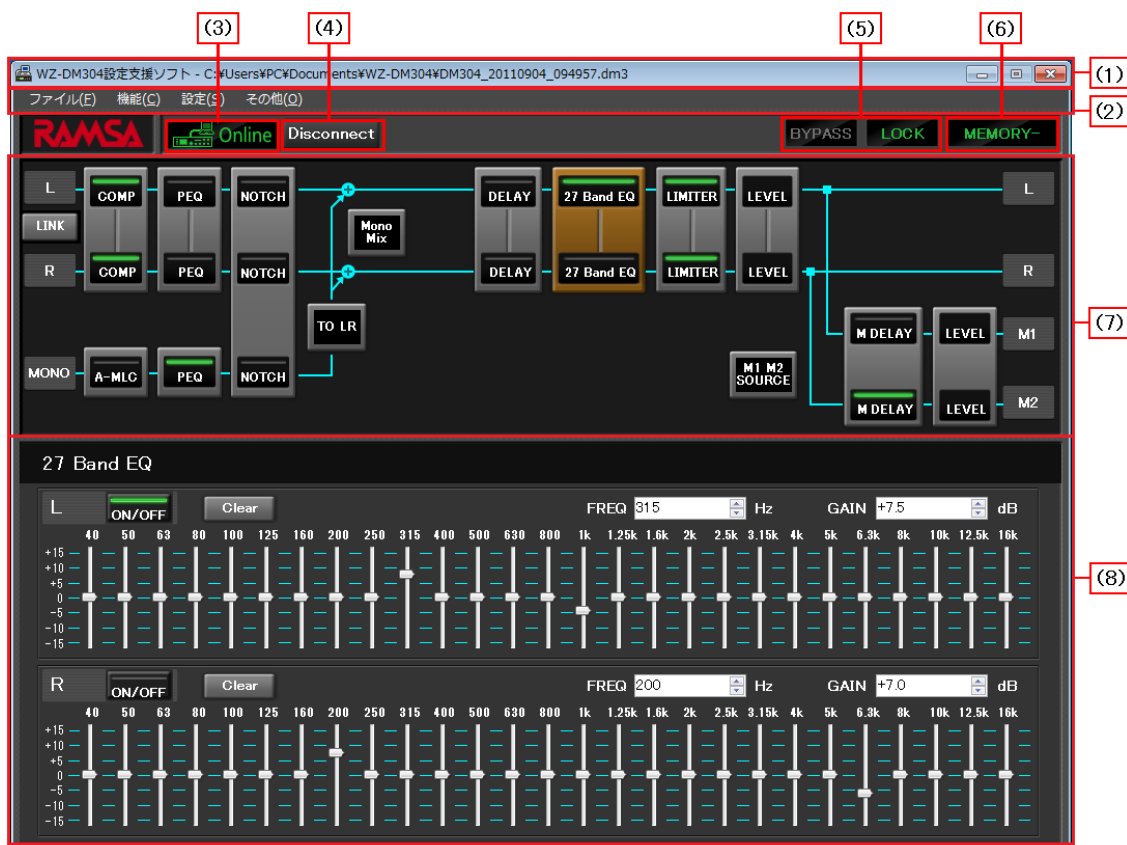 (3) (4) (5) (6)
WZ-DM304設定支援ソフト - C:¥Users¥PC¥Documents¥WZ-DM304¥DM304_20110904_094957.dm3
(1)
ファイル(F) 機能(C) 設定(S) その他(O)
(2)
RAMSA Online Disconnect BYPASS LOCK MEMORY-
L COMP PEQ NOTCH DELAY 27 Band EQ LIMITER LEVEL L
LINK Mono Mix
R COMP PEQ NOTCH DELAY 27 Band EQ LIMITER LEVEL R
TO LR M DELAY LEVEL M1
(7)
MONO A-MLC PEQ NOTCH M1 M2 SOURCE
M DELAY LEVEL M2
27 Band EQ
L ON/OFF Clear FREQ 315 Hz GAIN +7.5 dB
40 50 63 80 100 125 160 200 250 315 400 500 630 800 1k 1.25k 1.6k 2k 2.5k 3.15k 4k 5k 6.3k 8k 10k 12.5k 16k
+15
+10
+5
0
-5
-10
-15
(8)
R ON/OFF Clear FREQ 200 Hz GAIN +7.0 dB
40 50 63 80 100 125 160 200 250 315 400 500 630 800 1k 1.25k 1.6k 2k 2.5k 3.15k 4k 5k 6.3k 8k 10k 12.5k 16k
+15
+10
+5
0
-5
-10
-15